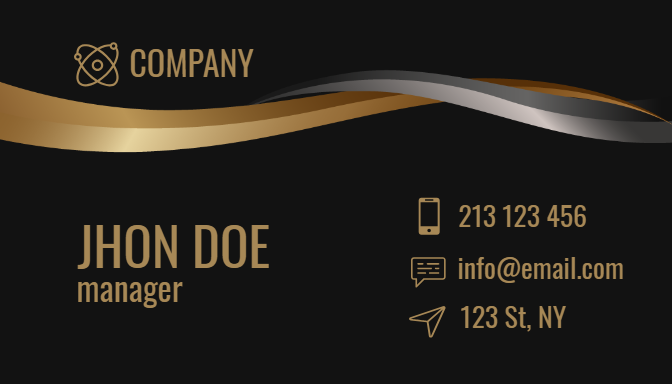 COMPANY
JHON DOE
manager
213 123 456
info@email.com
123 St, NY